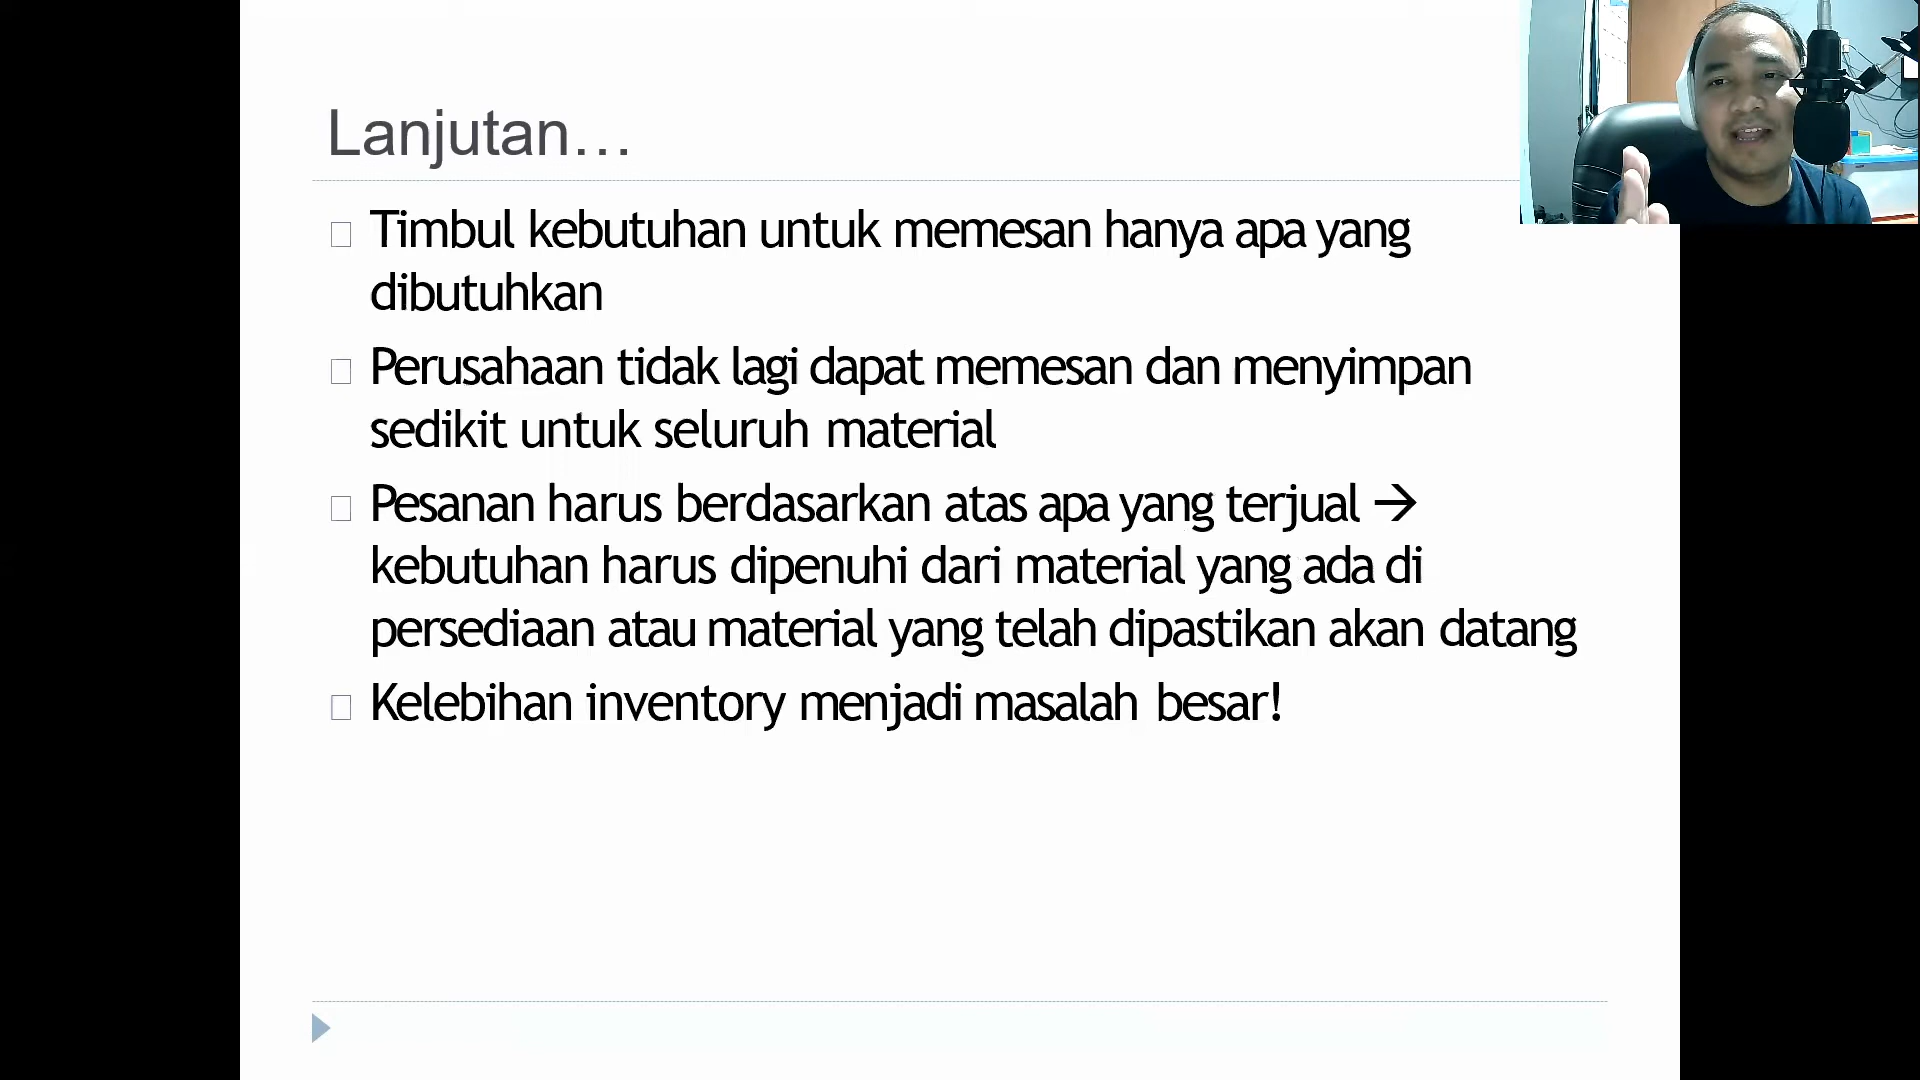 Lanjutan…
Timbul kebutuhan untuk memesan hanya apa yang
dibutuhkan
Perusahaan tidak lagi dapat memesan dan menyimpan
sedikit untuk seluruh material
Pesanan harus berdasarkan atas apa yang terjual →
kebutuhan harus dipenuhi dari material yang ada di
persediaan atau material yang telah dipastikan akan datang
Kelebihan inventory menjadi masalah besar!